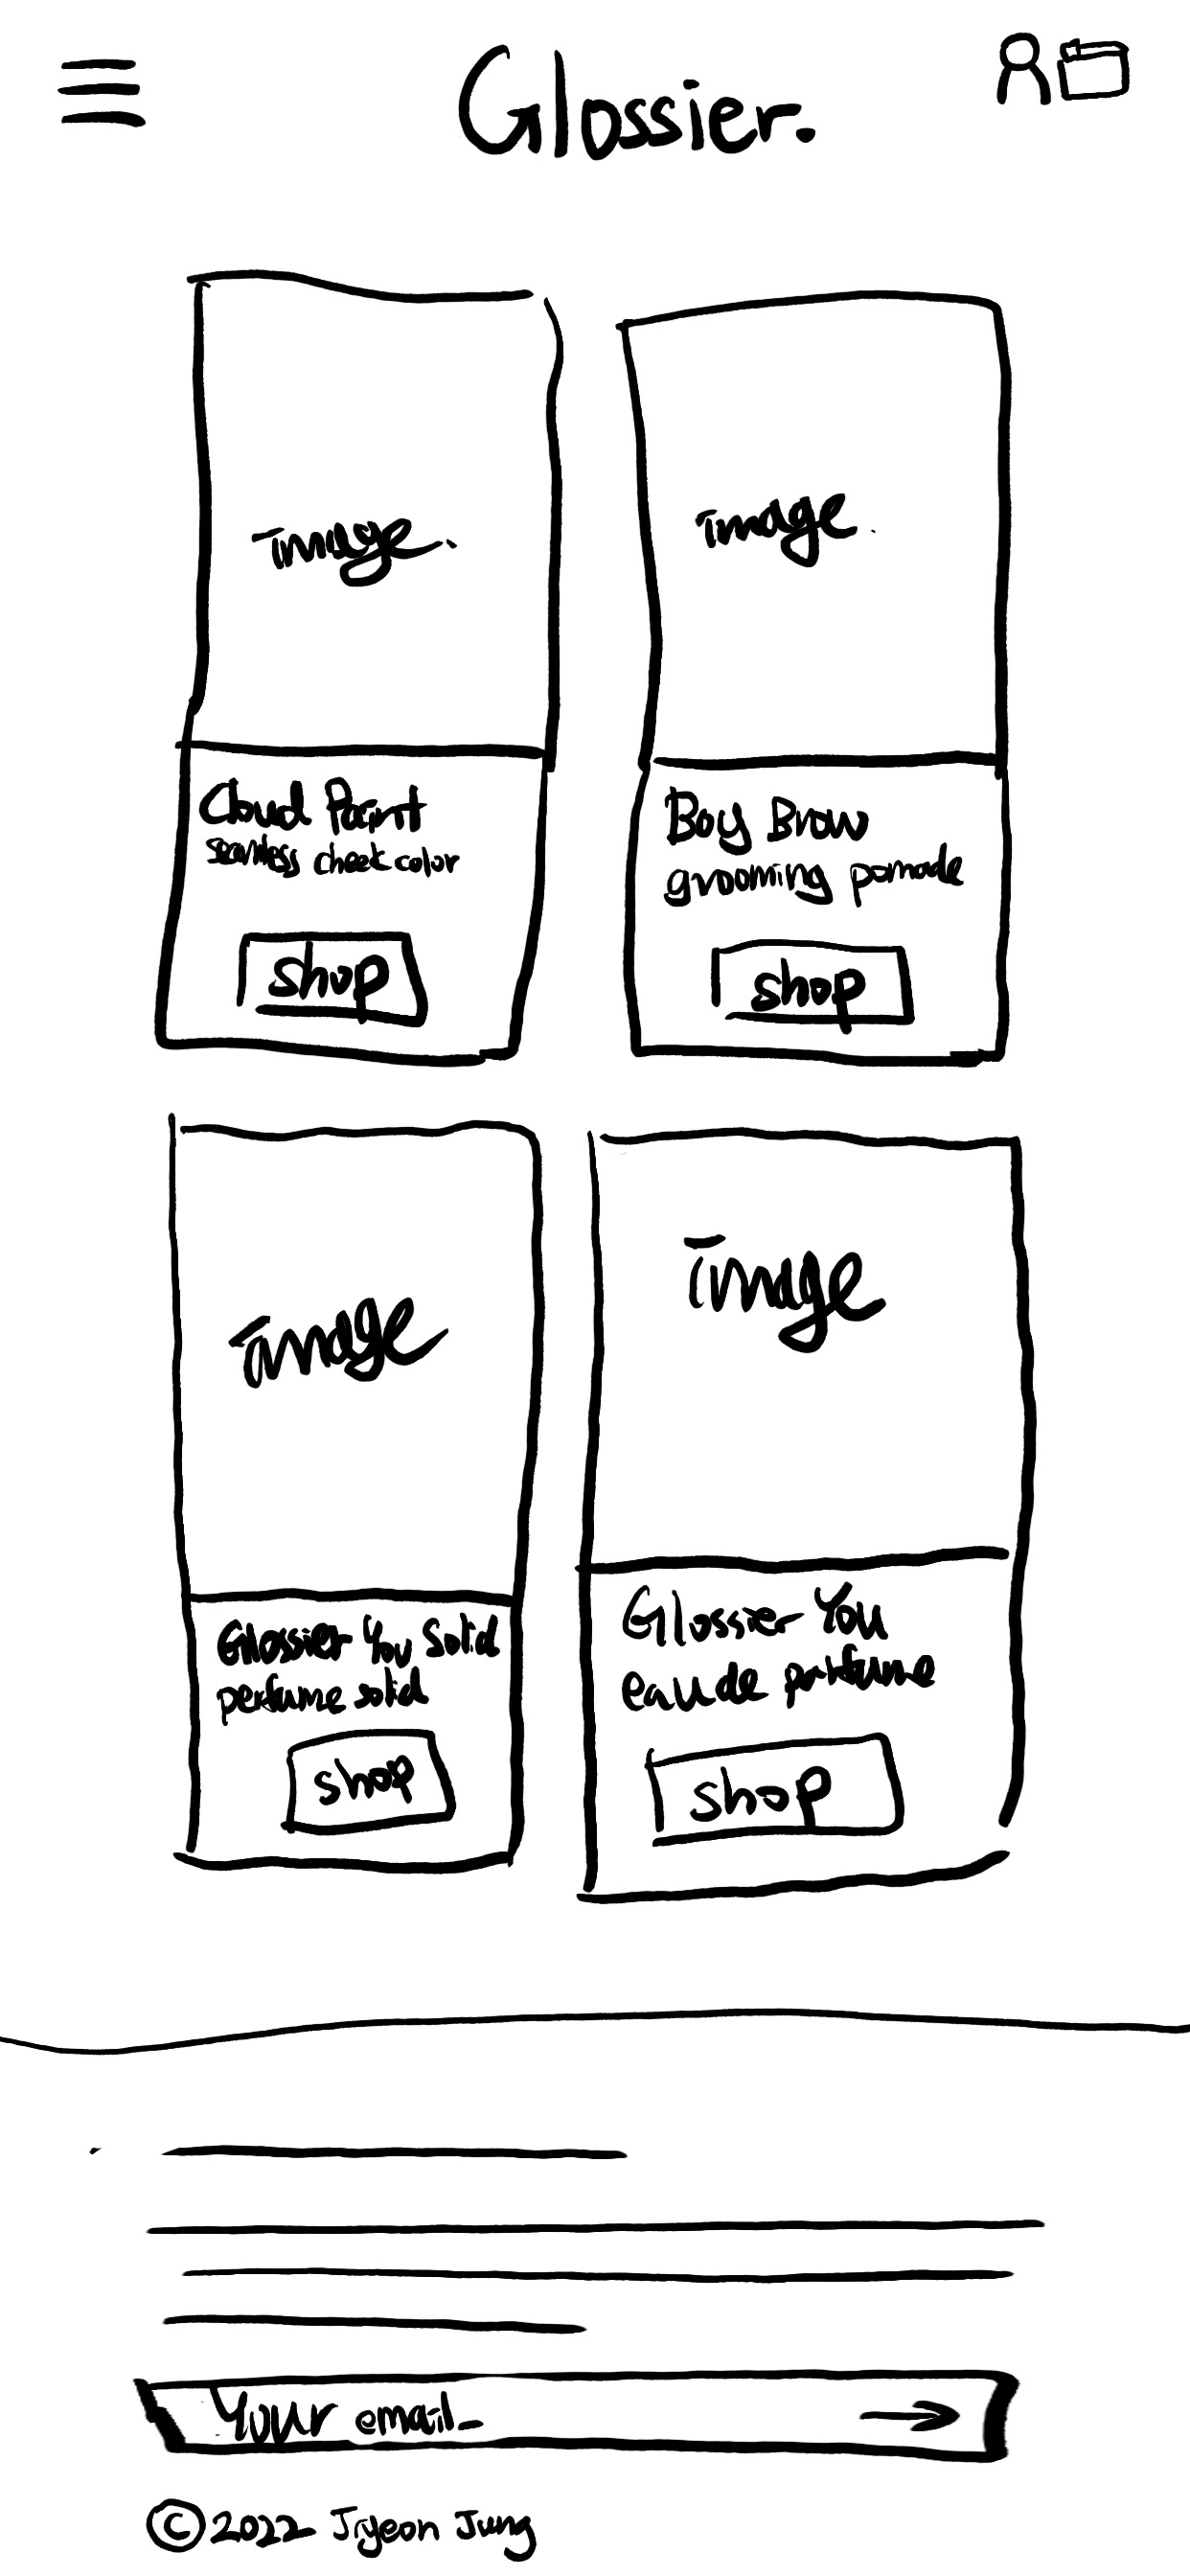 Glossier.
image.
image.
Cloud Paint
seamless cheek color
shop
Boy Brow
grooming pomade
shop
image
image
Glossier You Solid
perfume solid
shop
Glossier You
eau de parfume
shop
Your email
© 2022 Jiyeon Jung